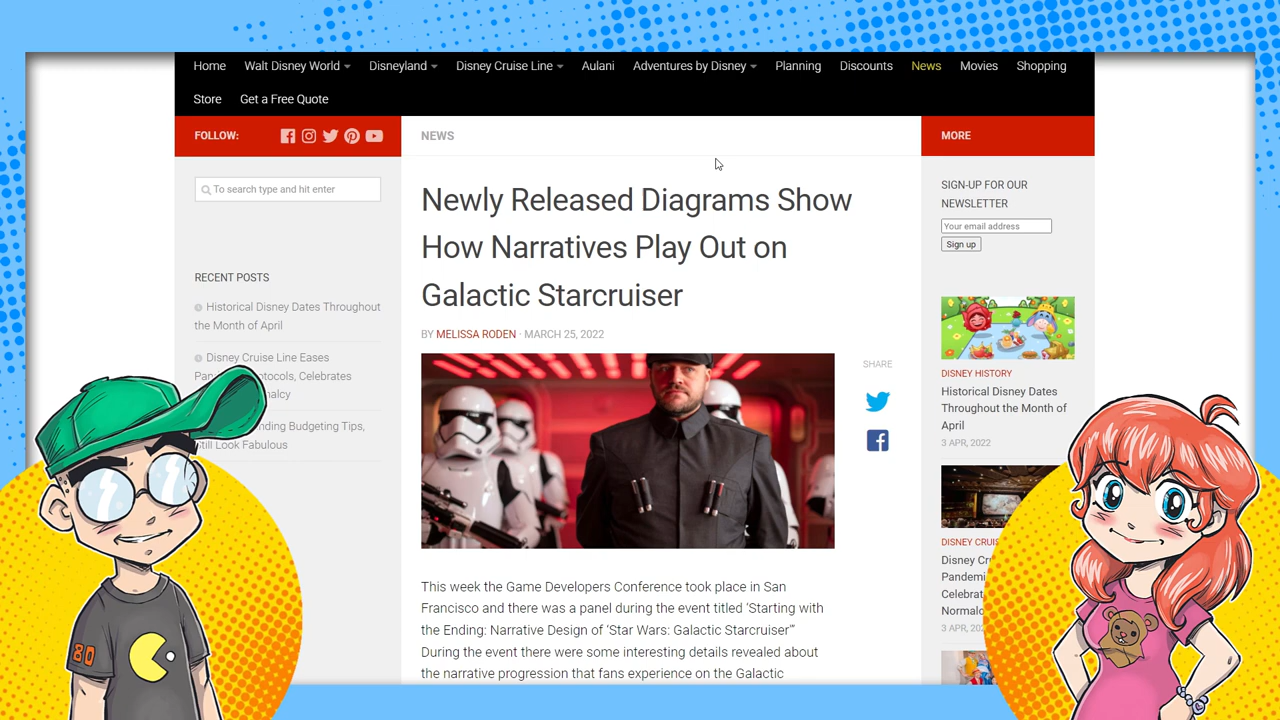 Home Walt Disney World Disneyland Disney Cruise Line Aulani Adventures by Disney Planning Discounts News Movies Shopping
Store Get a Free Quote
FOLLOW:
To search type and hit enter
RECENT POSTS
Historical Disney Dates Throughout
the Month of April
Disney Cruise Line Eases
Celebrates
Budgeting Tips,
Still Look Fabulous
NEWS
Newly Released Diagrams Show
How Narratives Play Out on
Galactic Starcruiser
BY MELISSA RODEN · MARCH 25, 2022
SHARE
This week the Game Developers Conference took place in San
Francisco and there was a panel during the event titled ‘Starting with
the Ending: Narrative Design of ‘Star Wars: Galactic Starcruiser’”
During the event there were some interesting details revealed about
the narrative progression that fans experience on the Galactic
MORE
SIGN-UP FOR OUR
NEWSLETTER
Your email address
Sign up
DISNEY HISTORY
Historical Disney Dates
Throughout the Month of
April
3 APR, 2022
DISNEY
Disney
3 APR,
80